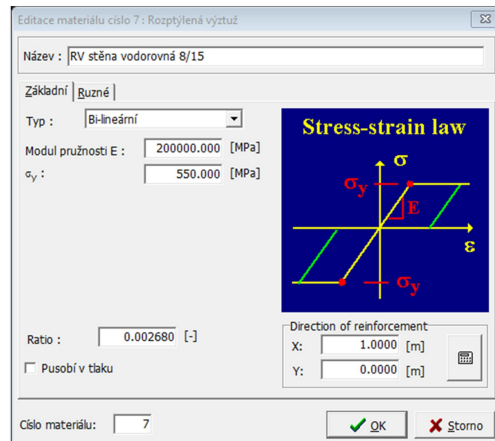 Editace materiálu číslo 7 : Rozptýlená výztuž
Název : RV stěna vodorovná 8/15
Základní Ruzné
Typ : Bi-lineární
Modul pružnosti E : 200000.000 [MPa]
σy : 550.000 [MPa]
Stress-strain law
σ
σy
E
ε
σy
Ratio : 0.002680 [-]
Pusobí v tlaku
Direction of reinforcement
X: 1.0000 [m]
Y: 0.0000 [m]
Císlo materiálu: 7
OK
Storno